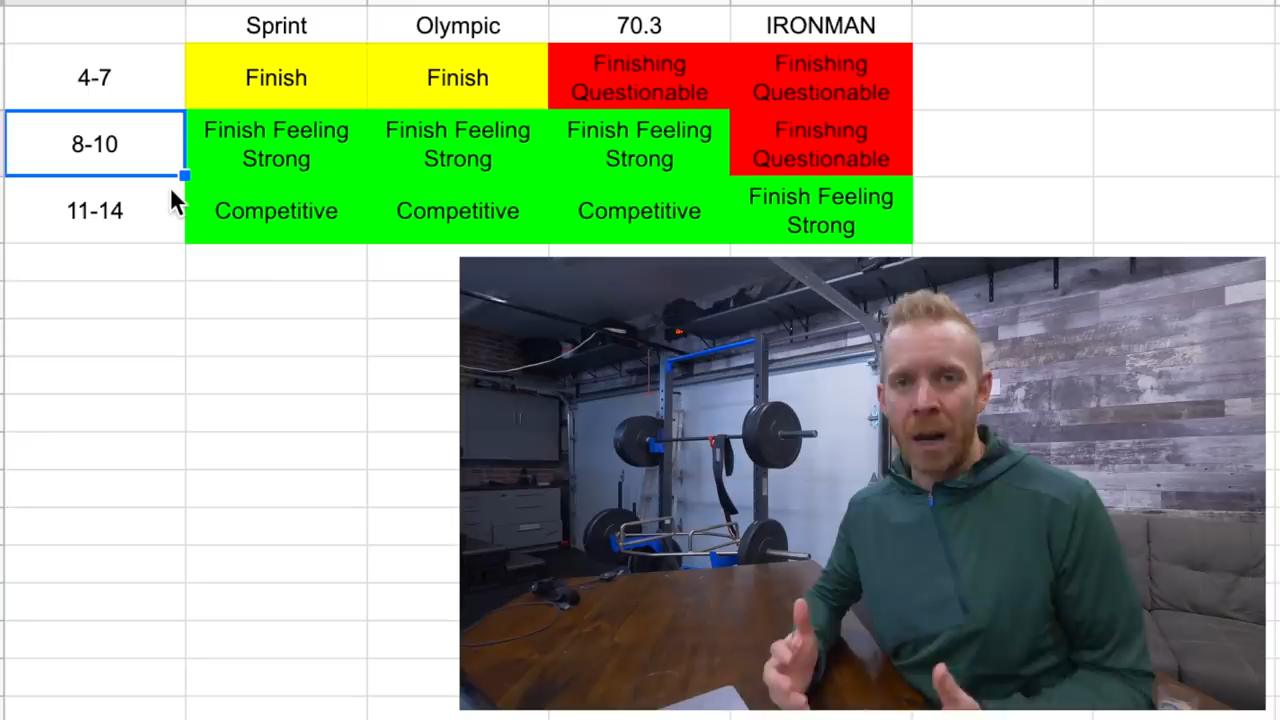 Sprint Olympic 70.3 IRONMAN
4-7 Finish Finish Finishing Questionable Finishing Questionable
8-10 Finish Feeling Strong Finish Feeling Strong Finish Feeling Strong Finishing Questionable
11-14 Competitive Competitive Competitive Finish Feeling Strong